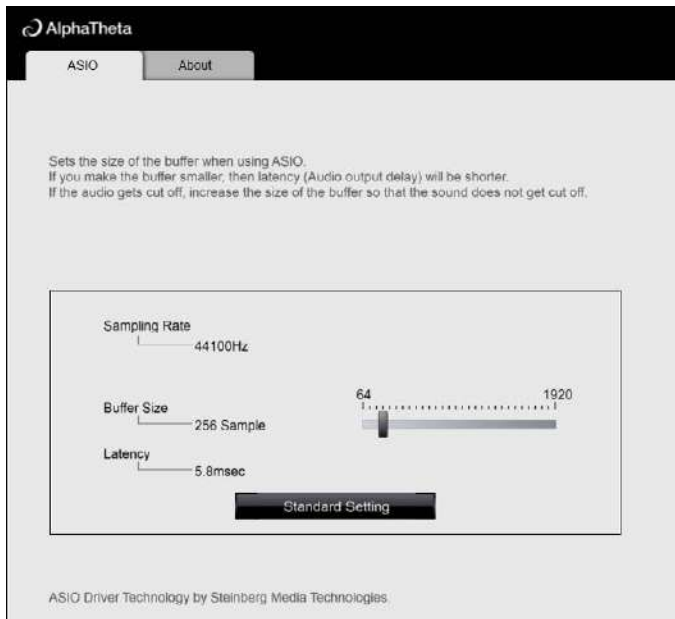 AlphaTheta
ASIO
About
Sets the size of the buffer when using ASIO.
If you make the buffer smaller, then latency (Audio output delay) will be shorter.
If the audio gets cut off, increase the size of the buffer so that the sound does not get cut off.
Sampling Rate
44100Hz
64 1920
Buffer Size
256 Sample
Latency
5.8msec
Standard Setting
ASIO Driver Technology by Steinberg Media Technologies.